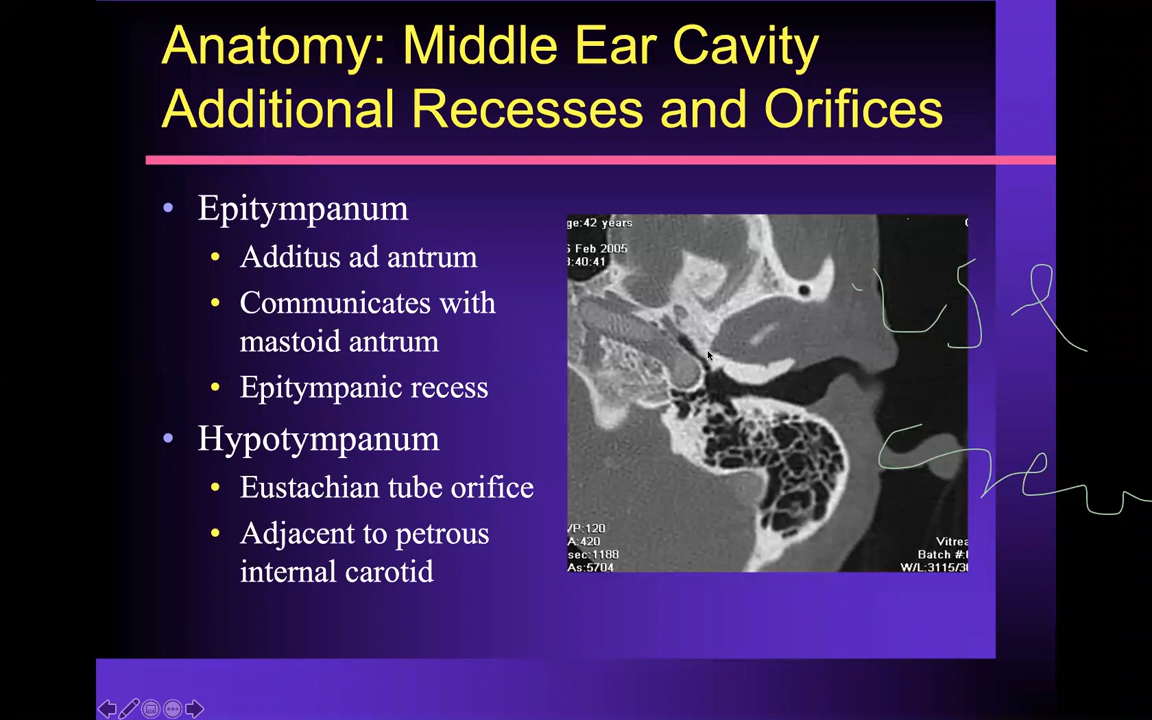 Anatomy: Middle Ear Cavity
Additional Recesses and Orifices
• Epitympanum
• Additus ad antrum
• Communicates with
mastoid antrum
• Epitympanic recess
• Hypotympanum
• Eustachian tube orifice
• Adjacent to petrous
internal carotid
ge:42 years
Feb 2005
:40:41
VP:120
A:420
sec:1188
As:5704
Vitrea
Batch #:
W/L:3115/3